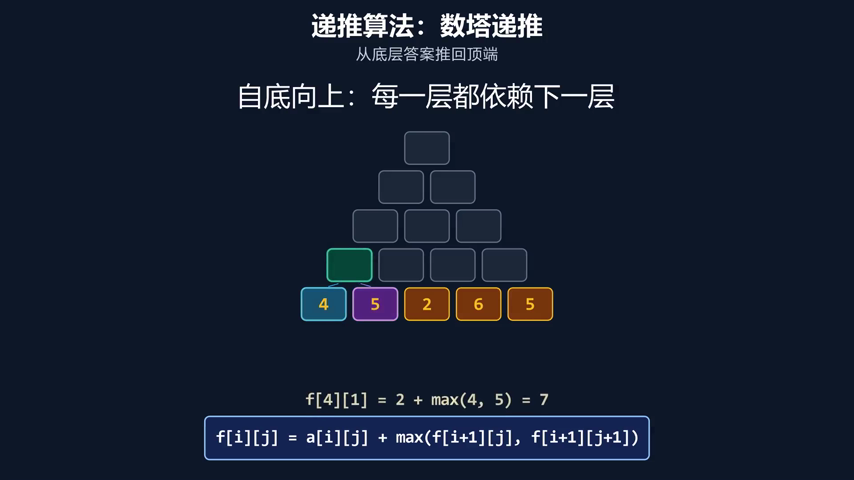 递推算法：数塔递推
从底层答案推回顶端
自底向上：每一层都依赖下一层
4 5 2 6 5
f[4][1] = 2 + max(4, 5) = 7
f[i][j] = a[i][j] + max(f[i+1][j], f[i+1][j+1])